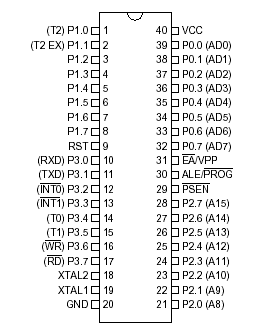 (T2) P1.0 1 40 VCC
(T2 EX) P1.1 2 39 P0.0 (AD0)
P1.2 3 38 P0.1 (AD1)
P1.3 4 37 P0.2 (AD2)
P1.4 5 36 P0.3 (AD3)
P1.5 6 35 P0.4 (AD4)
P1.6 7 34 P0.5 (AD5)
P1.7 8 33 P0.6 (AD6)
RST 9 32 P0.7 (AD7)
(RXD) P3.0 10 31 E̅A̅/VPP
(TXD) P3.1 11 30 ALE/P̅R̅O̅G̅
(I̅N̅T̅0̅) P3.2 12 29 P̅S̅E̅N̅
(I̅N̅T̅1̅) P3.3 13 28 P2.7 (A15)
(T0) P3.4 14 27 P2.6 (A14)
(T1) P3.5 15 26 P2.5 (A13)
(W̅R̅) P3.6 16 25 P2.4 (A12)
(R̅D̅) P3.7 17 24 P2.3 (A11)
XTAL2 18 23 P2.2 (A10)
XTAL1 19 22 P2.1 (A9)
GND 20 21 P2.0 (A8)